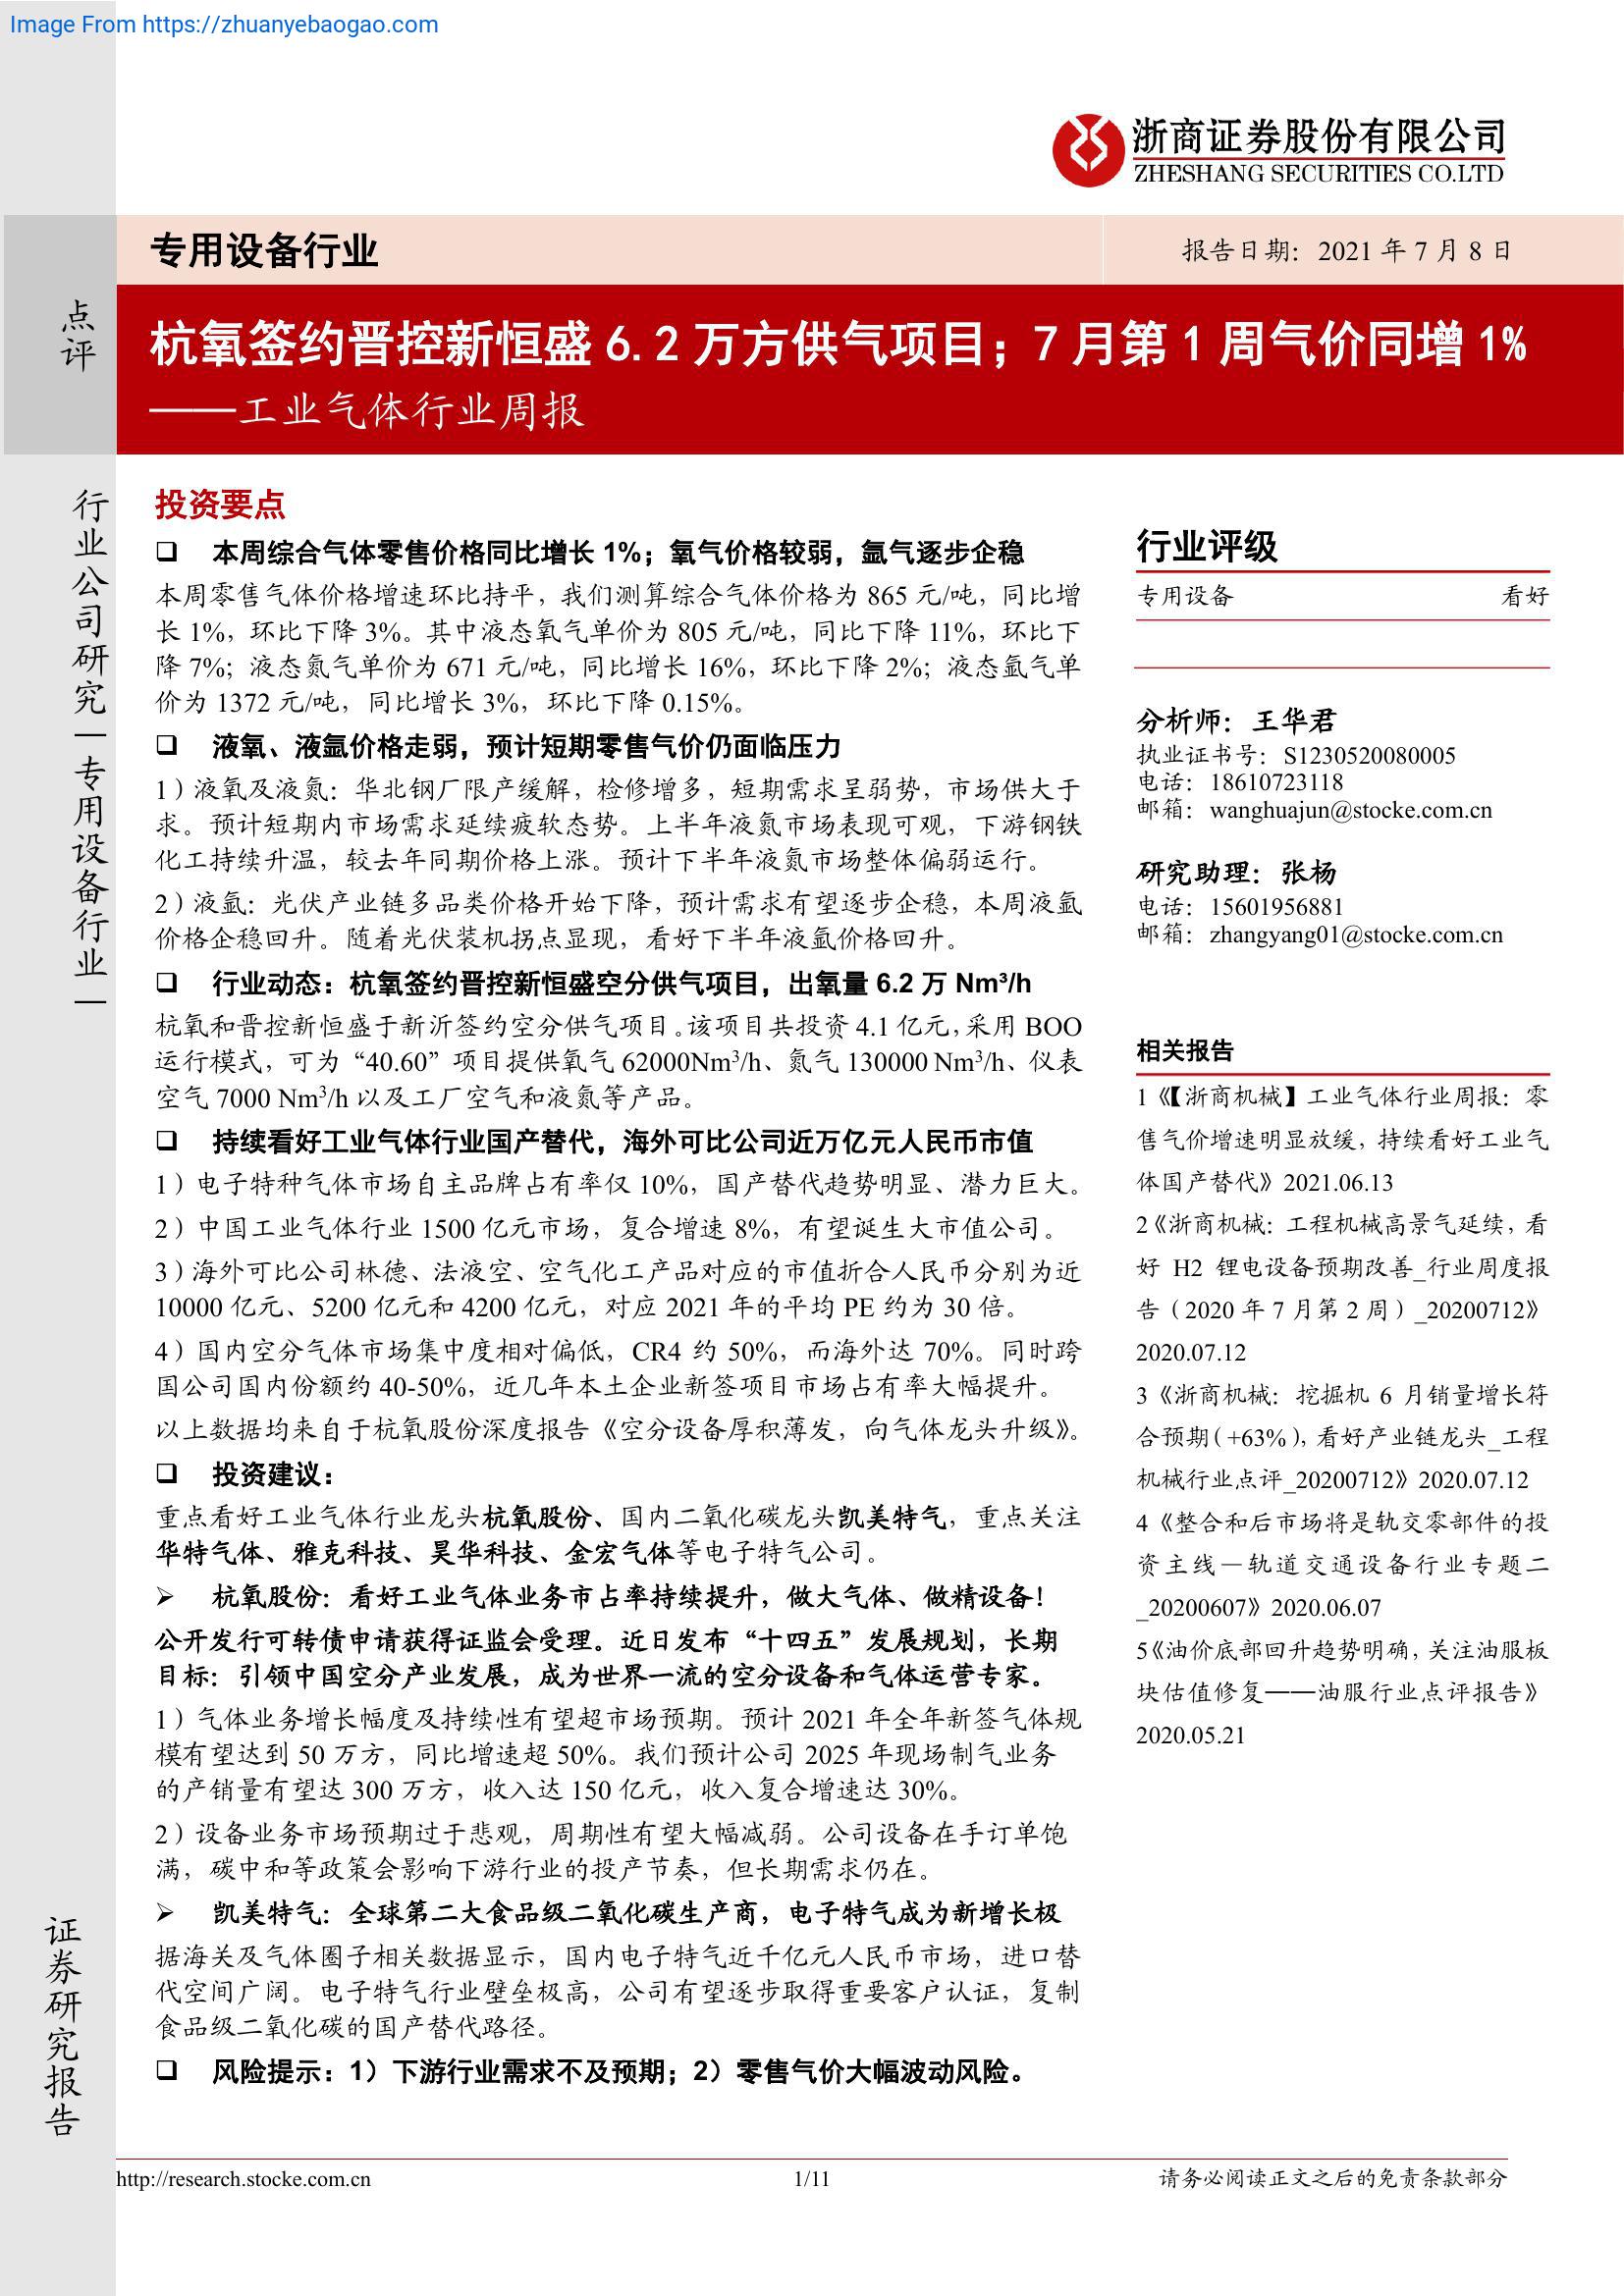 Image From https://zhuanyebaogao.com
浙商证券股份有限公司
ZHESHANG SECURITIES CO.LTD
专用设备行业
报告日期：2021 年 7 月 8 日
点评
杭氧签约晋控新恒盛 6.2 万方供气项目；7 月第 1 周气价同增 1%
——工业气体行业周报
行业公司研究｜专用设备行业｜
证券研究报告
投资要点
❑ 本周综合气体零售价格同比增长 1%；氧气价格较弱，氩气逐步企稳
本周零售气体价格增速环比持平，我们测算综合气体价格为 865 元/吨，同比增
长 1%，环比下降 3%。其中液态氧气单价为 805 元/吨，同比下降 11%，环比下
降 7%；液态氮气单价为 671 元/吨，同比增长 16%，环比下降 2%；液态氩气单
价为 1372 元/吨，同比增长 3%，环比下降 0.15%。
❑ 液氧、液氩价格走弱，预计短期零售气价仍面临压力
1）液氧及液氮：华北钢厂限产缓解，检修增多，短期需求呈弱势，市场供大于
求。预计短期内市场需求延续疲软态势。上半年液氮市场表现可观，下游钢铁
化工持续升温，较去年同期价格上涨。预计下半年液氮市场整体偏弱运行。
2）液氩：光伏产业链多品类价格开始下降，预计需求有望逐步企稳，本周液氩
价格企稳回升。随着光伏装机拐点显现，看好下半年液氩价格回升。
❑ 行业动态：杭氧签约晋控新恒盛空分供气项目，出氧量 6.2 万 Nm³/h
杭氧和晋控新恒盛于新沂签约空分供气项目。该项目共投资 4.1 亿元，采用 BOO
运行模式，可为“40.60”项目提供氧气 62000Nm³/h、氮气 130000 Nm³/h、仪表
空气 7000 Nm³/h 以及工厂空气和液氮等产品。
❑ 持续看好工业气体行业国产替代，海外可比公司近万亿元人民币市值
1）电子特种气体市场自主品牌占有率仅 10%，国产替代趋势明显、潜力巨大。
2）中国工业气体行业 1500 亿元市场，复合增速 8%，有望诞生大市值公司。
3）海外可比公司林德、法液空、空气化工产品对应的市值折合人民币分别为近
10000 亿元、5200 亿元和 4200 亿元，对应 2021 年的平均 PE 约为 30 倍。
4）国内空分气体市场集中度相对偏低，CR4 约 50%，而海外达 70%。同时跨
国公司国内份额约 40-50%，近几年本土企业新签项目市场占有率大幅提升。
以上数据均来自于杭氧股份深度报告《空分设备厚积薄发，向气体龙头升级》。
❑ 投资建议：
重点看好工业气体行业龙头杭氧股份、国内二氧化碳龙头凯美特气，重点关注
华特气体、雅克科技、昊华科技、金宏气体等电子特气公司。
➢ 杭氧股份：看好工业气体业务市占率持续提升，做大气体、做精设备！
公开发行可转债申请获得证监会受理。近日发布“十四五”发展规划，长期
目标：引领中国空分产业发展，成为世界一流的空分设备和气体运营专家。
1）气体业务增长幅度及持续性有望超市场预期。预计 2021 年全年新签气体规
模有望达到 50 万方，同比增速超 50%。我们预计公司 2025 年现场制气业务
的产销量有望达 300 万方，收入达 150 亿元，收入复合增速达 30%。
2）设备业务市场预期过于悲观，周期性有望大幅减弱。公司设备在手订单饱
满，碳中和等政策会影响下游行业的投产节奏，但长期需求仍在。
➢ 凯美特气：全球第二大食品级二氧化碳生产商，电子特气成为新增长极
据海关及气体圈子相关数据显示，国内电子特气近千亿元人民币市场，进口替
代空间广阔。电子特气行业壁垒极高，公司有望逐步取得重要客户认证，复制
食品级二氧化碳的国产替代路径。
❑ 风险提示：1）下游行业需求不及预期；2）零售气价大幅波动风险。
行业评级
专用设备 看好
分析师：王华君
执业证书号：S1230520080005
电话：18610723118
邮箱：wanghuajun@stocke.com.cn
研究助理：张杨
电话：15601956881
邮箱：zhangyang01@stocke.com.cn
相关报告
1《【浙商机械】工业气体行业周报：零
售气价增速明显放缓，持续看好工业气
体国产替代》2021.06.13
2《浙商机械：工程机械高景气延续，看
好 H2 锂电设备预期改善_行业周度报
告（2020 年 7 月第 2 周）_20200712》
2020.07.12
3《浙商机械：挖掘机 6 月销量增长符
合预期（+63%），看好产业链龙头_工程
机械行业点评_20200712》2020.07.12
4《整合和后市场将是轨交零部件的投
资主线—轨道交通设备行业专题二
_20200607》2020.06.07
5《油价底部回升趋势明确，关注油服板
块估值修复——油服行业点评报告》
2020.05.21
http://research.stocke.com.cn
1/11
请务必阅读正文之后的免责条款部分